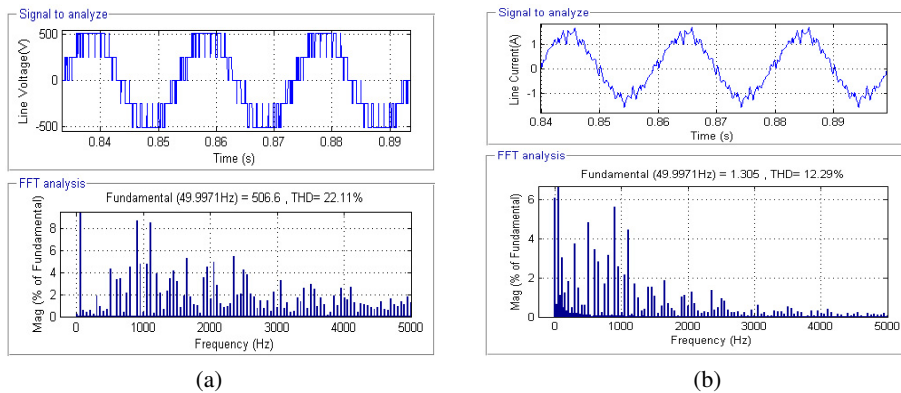 Signal to analyze
Line Voltage(V)
500
0
-500
0.84
0.85
0.86
0.87
0.88
0.89
Time (s)
FFT analysis
Fundamental (49.9971Hz) = 506.6 , THD= 22.11%
Mag (% of Fundamental)
8
6
4
2
0
0
1000
2000
3000
4000
5000
Frequency (Hz)
(a)
Signal to analyze
Line Current(A)
1
0
-1
0.84
0.85
0.86
0.87
0.88
0.89
Time (s)
FFT analysis
Fundamental (49.9971Hz) = 1.305 , THD= 12.29%
Mag (% of Fundamental)
6
4
2
0
0
1000
2000
3000
4000
5000
Frequency (Hz)
(b)